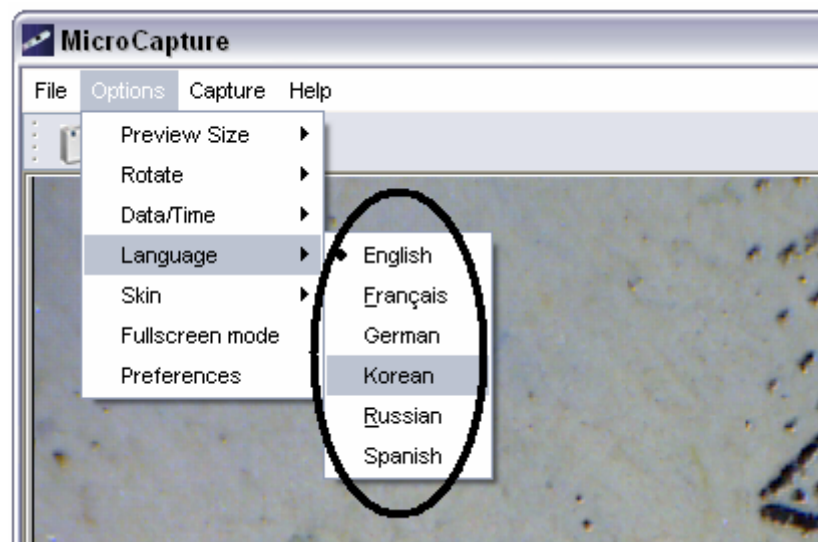 MicroCapture
File Options Capture Help
Preview Size
Rotate
Data/Time
Language
Skin
Fullscreen mode
Preferences
English
Français
German
Korean
Russian
Spanish